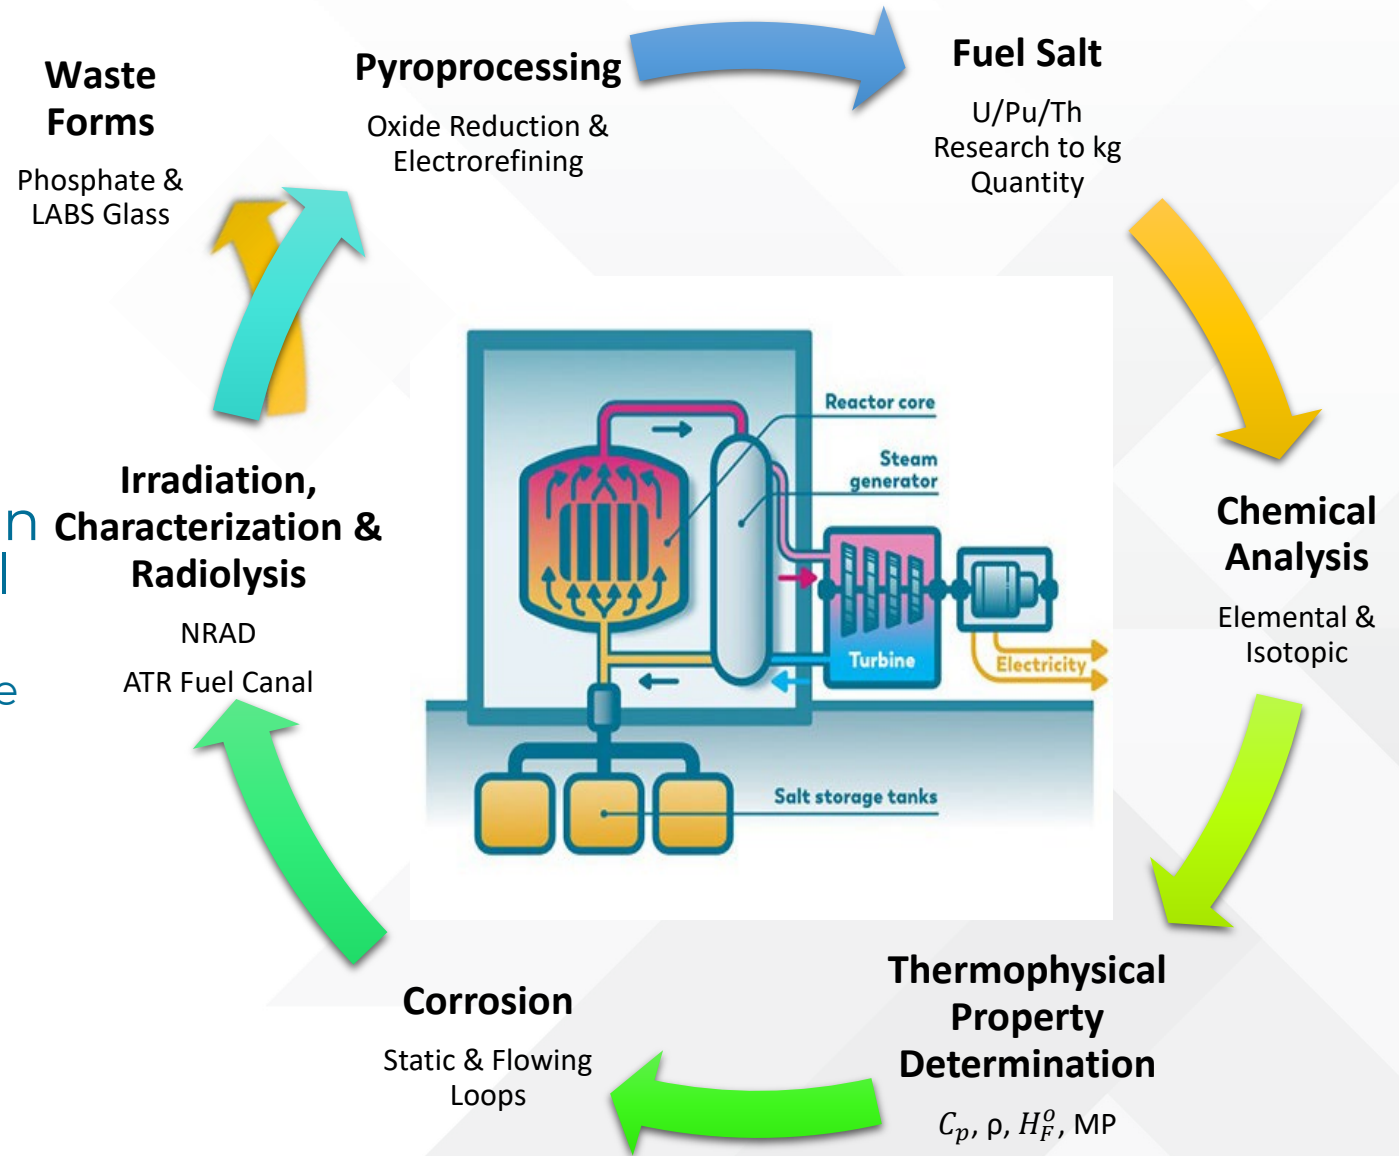 Waste
Forms
Phosphate &
LABS Glass
Pyroprocessing
Oxide Reduction &
Electrorefining
Fuel Salt
U/Pu/Th
Research to kg
Quantity
Chemical
Analysis
Elemental &
Isotopic
Thermophysical
Property
Determination
C_p, ρ, H_F^o, MP
Corrosion
Static & Flowing
Loops
Irradiation,
Characterization &
Radiolysis
NRAD
ATR Fuel Canal
Reactor core
Steam
generator
Turbine
Electricity
Salt storage tanks